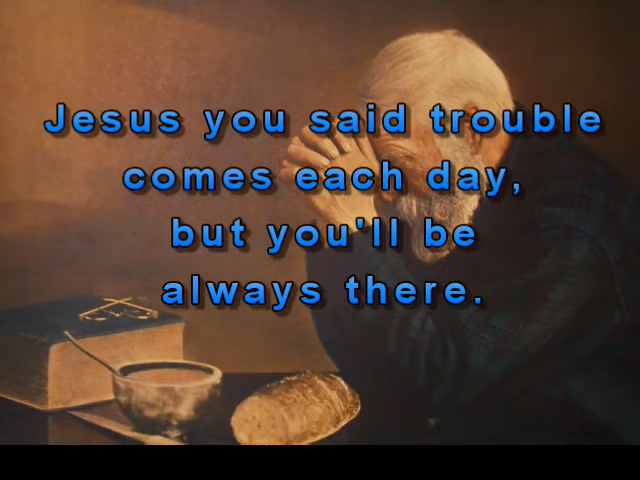 Jesus you said trouble
comes each day,
but you'll be
always there.